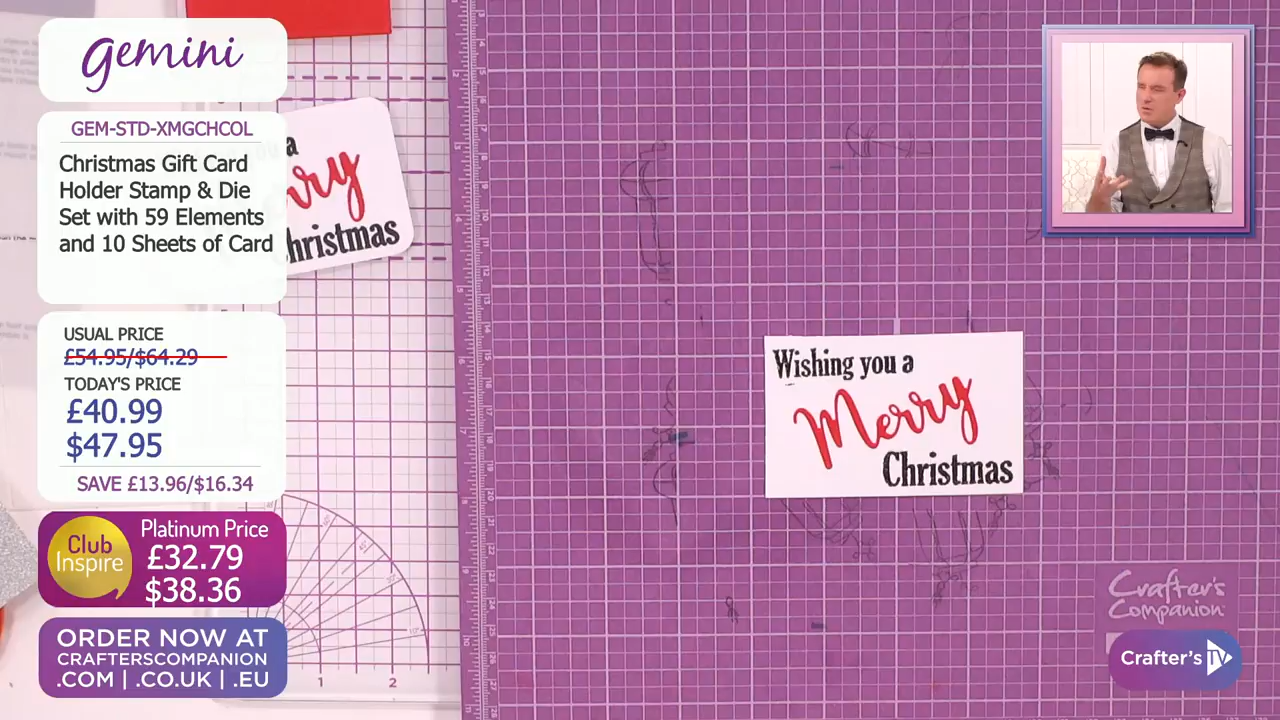 gemini
GEM-STD-XMGCHCOL
Christmas Gift Card
Holder Stamp & Die
Set with 59 Elements
and 10 Sheets of Card
USUAL PRICE
£54.95/$64.29
TODAY'S PRICE
£40.99
$47.95
SAVE £13.96/$16.34
Club
Inspire
Platinum Price
£32.79
$38.36
ORDER NOW AT
CRAFTERSCOMPANION
.COM | .CO.UK | .EU
a
rry
hristmas
Wishing you a
Merry
Christmas
Crafter's
Companion
Crafter's TV
1 2